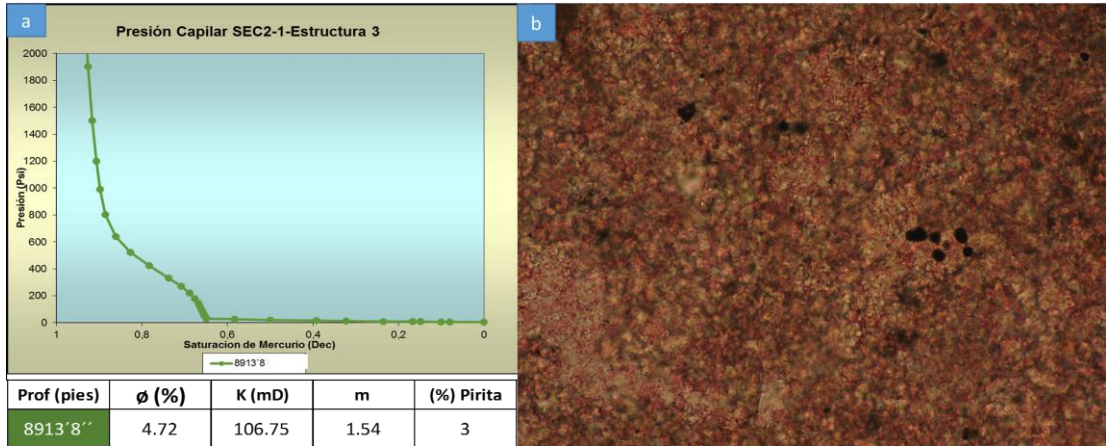 a
Presión Capilar SEC2-1-Estructura 3
Presión (Psi)
2000
1800
1600
1400
1200
1000
800
600
400
200
0
1 0,8 0,6 0,4 0,2 0
Saturacion de Mercurio (Dec)
8913`8
Prof (pies) ø (%) K (mD) m (%) Pirita
8913´8´´ 4.72 106.75 1.54 3
b